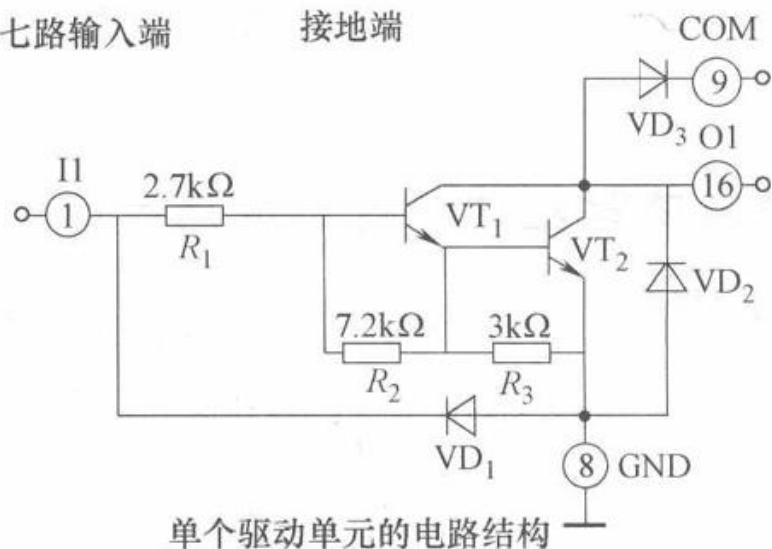 七路输入端
接地端
COM
9
VD3
O1
I1
1
2.7kΩ
R1
VT1
16
VT2
VD2
7.2kΩ
3kΩ
R2
R3
VD1
8
GND
单个驱动单元的电路结构